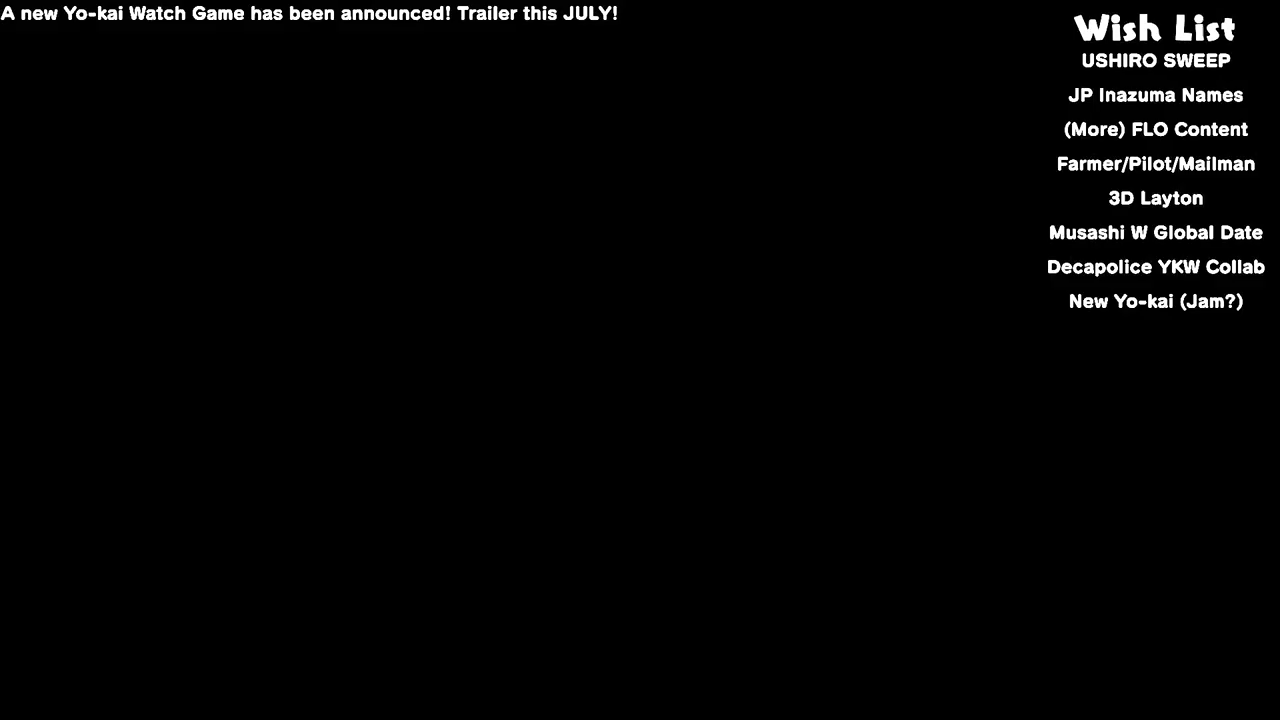 A new Yo-kai Watch Game has been announced! Trailer this JULY!
Wish List
USHIRO SWEEP
JP Inazuma Names
(More) FLO Content
Farmer/Pilot/Mailman
3D Layton
Musashi W Global Date
Decapolice YKW Collab
New Yo-kai (Jam?)